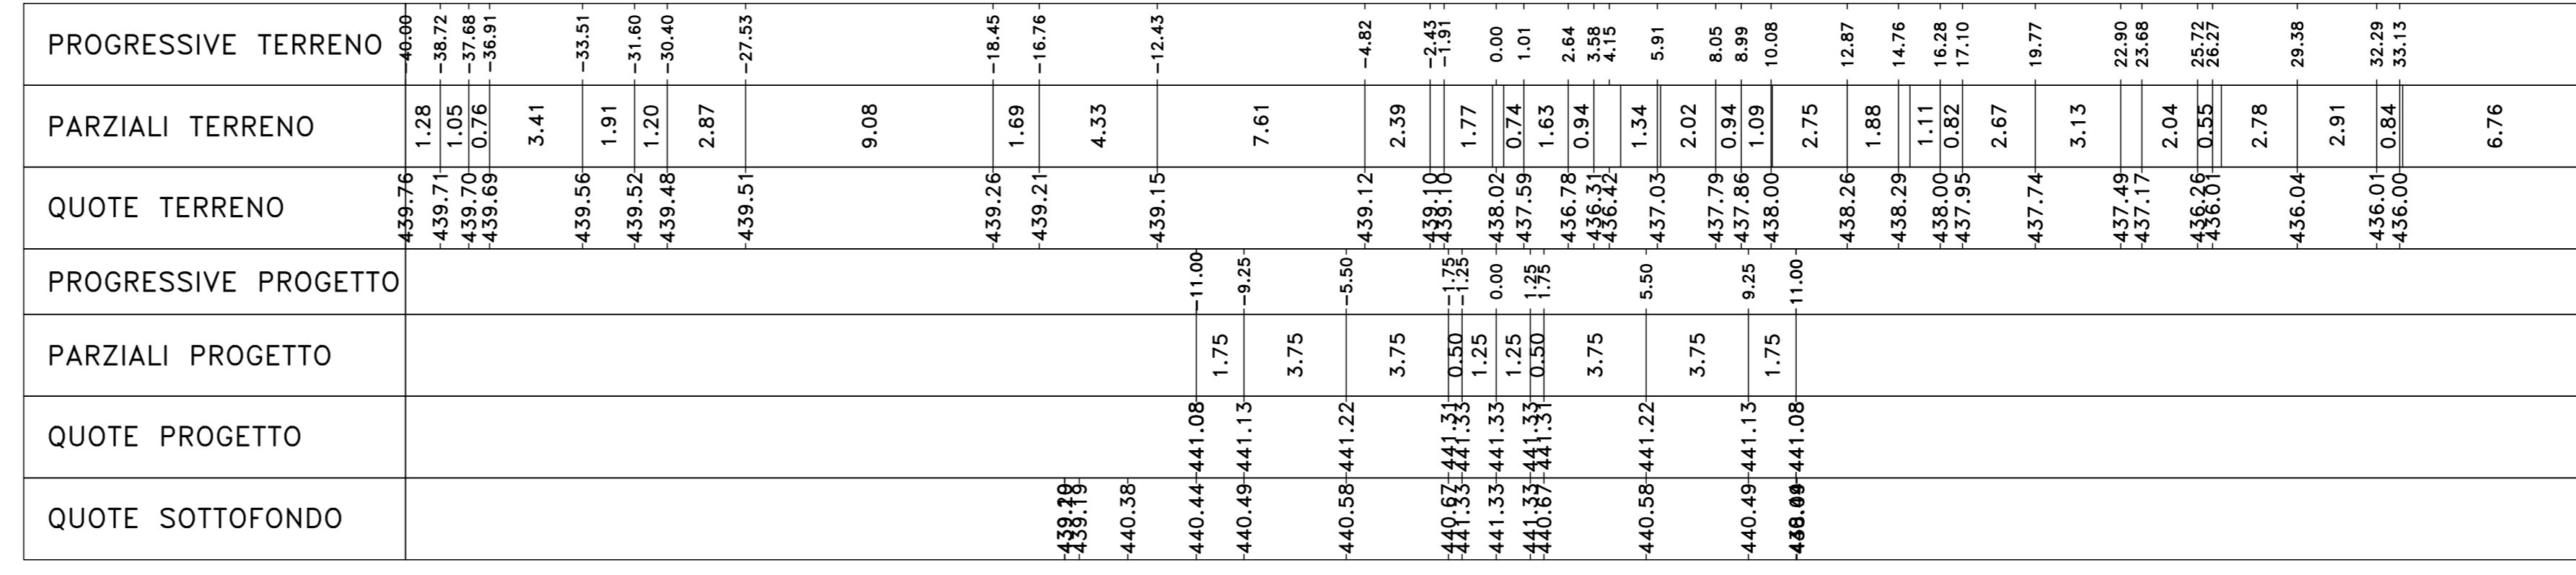 PROGRESSIVE TERRENO -40.00 -38.72 -37.68 -36.91 -33.51 -31.60 -30.40 -27.53 -18.45 -16.76 -12.43 -4.82 -2.43 -1.91 0.00 1.01 2.64 3.58 4.15 5.91 8.05 8.99 10.08 12.87 14.76 16.28 17.10 19.77 22.90 23.68 25.72 26.27 29.38 32.29 33.13
PARZIALI TERRENO 1.28 1.05 0.76 3.41 1.91 1.20 2.87 9.08 1.69 4.33 7.61 2.39 1.77 0.74 1.63 0.94 1.34 2.02 0.94 1.09 2.75 1.88 1.11 0.82 2.67 3.13 2.04 0.55 2.78 2.91 0.84 6.76
QUOTE TERRENO 439.76 439.71 439.70 439.69 439.56 439.52 439.48 439.51 439.26 439.21 439.15 439.12 439.10 439.10 438.02 437.59 436.78 436.31 436.42 437.03 437.79 437.86 438.00 438.26 438.29 438.00 437.95 437.74 437.49 437.17 436.26 436.01 436.04 436.01 436.00
PROGRESSIVE PROGETTO -11.00 -9.25 -5.50 -1.75 -1.25 0.00 1.25 1.75 5.50 9.25 11.00
PARZIALI PROGETTO 1.75 3.75 3.75 0.50 1.25 1.25 0.50 3.75 3.75 1.75
QUOTE PROGETTO 441.08 441.13 441.22 441.31 441.33 441.33 441.33 441.31 441.22 441.13 441.08
QUOTE SOTTOFONDO 439.19 440.38 440.44 440.49 440.58 440.67 441.33 441.33 441.33 440.67 440.58 440.49